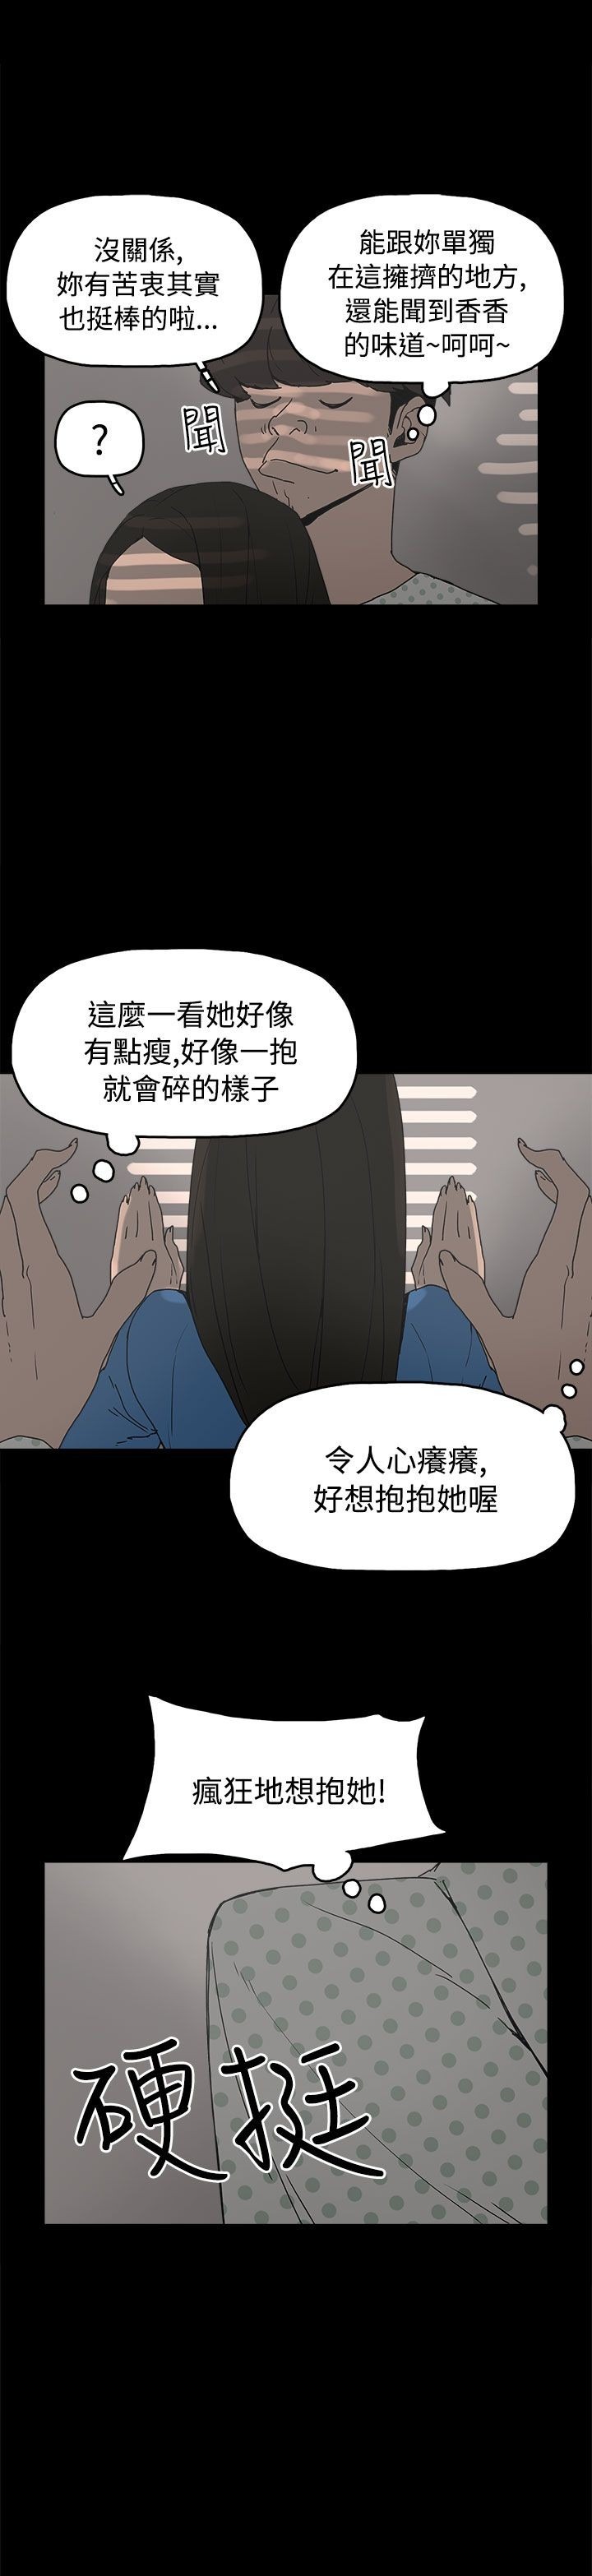 沒關係,
妳有苦衷其實
也挺棒的啦...
能跟妳單獨
在這擁擠的地方,
還能聞到香香
的味道~呵呵~
?
聞
聞
這麼一看她好像
有點瘦,好像一抱
就會碎的樣子
令人心癢癢,
好想抱抱她喔
瘋狂地想抱她!
硬挺